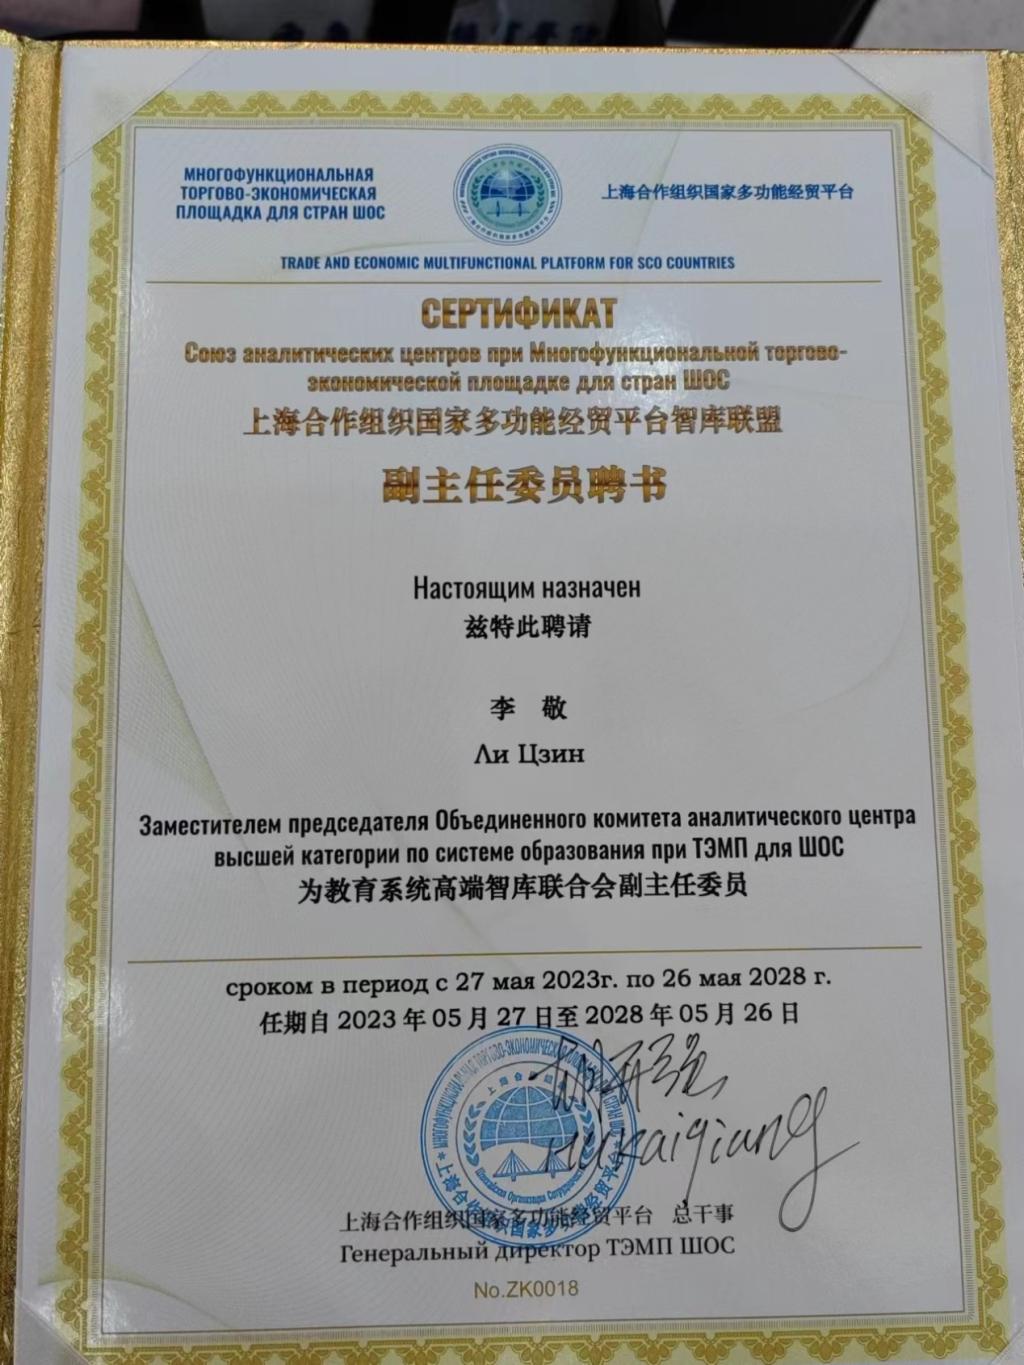 МНОГОФУНКЦИОНАЛЬНАЯ
ТОРГОВО-ЭКОНОМИЧЕСКАЯ
ПЛОЩАДКА ДЛЯ СТРАН ШОС
上海合作组织国家多功能经贸平台
TRADE AND ECONOMIC MULTIFUNCTIONAL PLATFORM FOR SCO COUNTRIES
СЕРТИФИКАТ
Союз аналитических центров при Многофункциональной торгово-
экономической площадке для стран ШОС
上海合作组织国家多功能经贸平台智库联盟
副主任委员聘书
Настоящим назначен
兹特此聘请
李 敬
Ли Цзин
Заместителем председателя Объединенного комитета аналитического центра
высшей категории по системе образования при ТЭМП для ШОС
为教育系统高端智库联合会副主任委员
сроком в период с 27 мая 2023г. по 26 мая 2028 г.
任期自 2023 年 05 月 27 日至 2028 年 05 月 26 日
hukaiqiang
上海合作组织国家多功能经贸平台 总干事
Генеральный директор ТЭМП ШОС
No.ZK0018